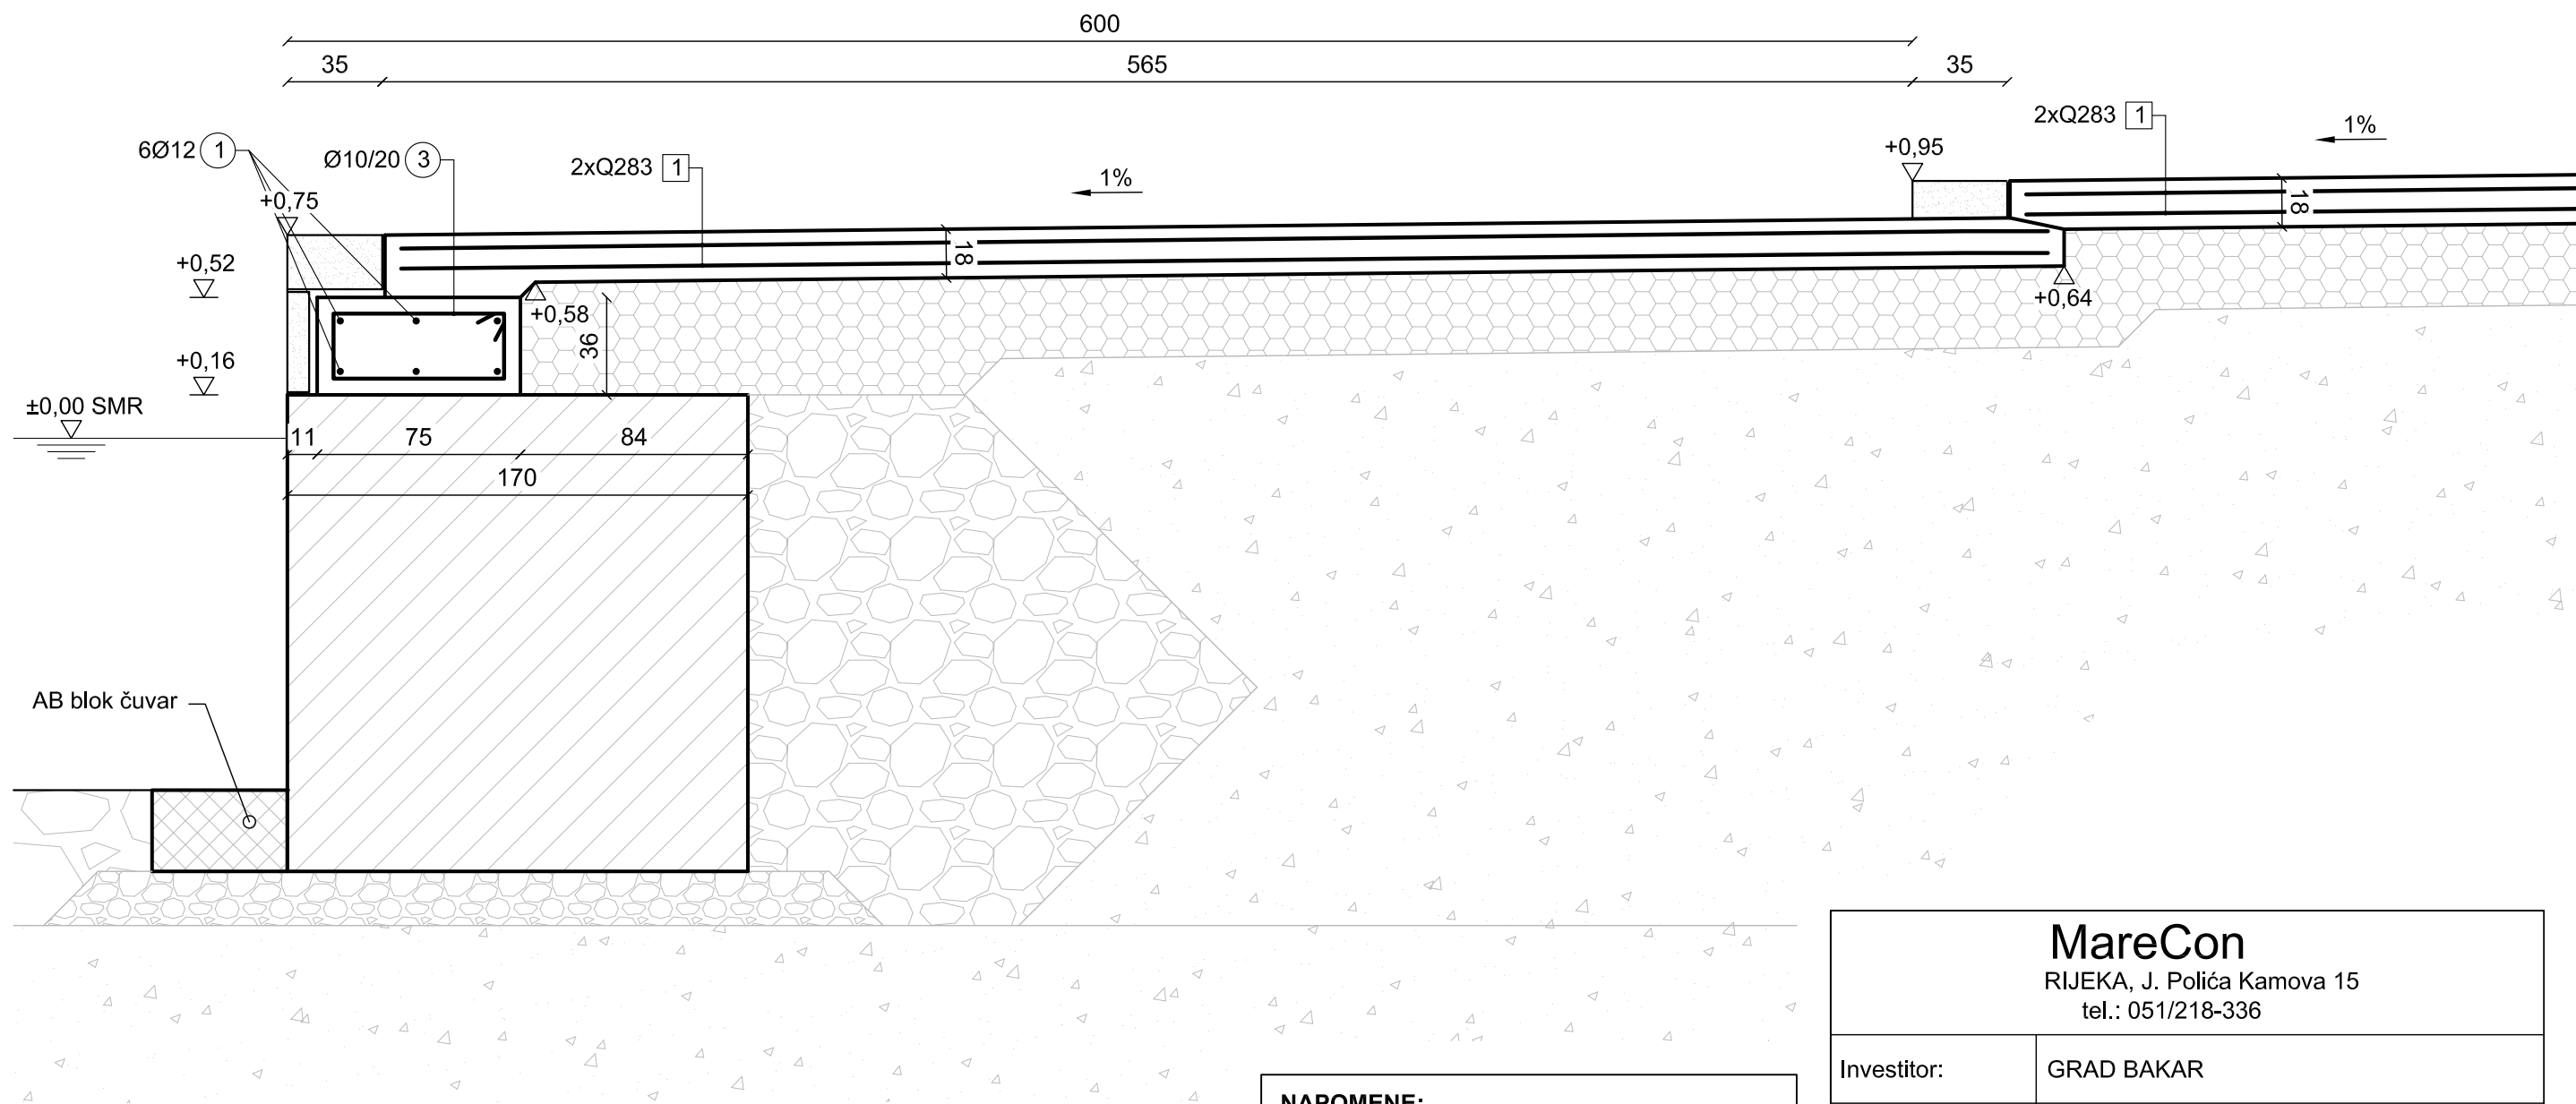 600
35
565
35
2xQ283 1
1%
+0,95
6Ø12 1
Ø10/20 3
2xQ283 1
1%
+0,75
18
18
+0,52
+0,58
+0,64
36
+0,16
±0,00 SMR
11
75
84
170
AB blok čuvar
MareCon
RIJEKA, J. Polića Kamova 15
tel.: 051/218-336
Investitor:
GRAD BAKAR
NAPOMENE: